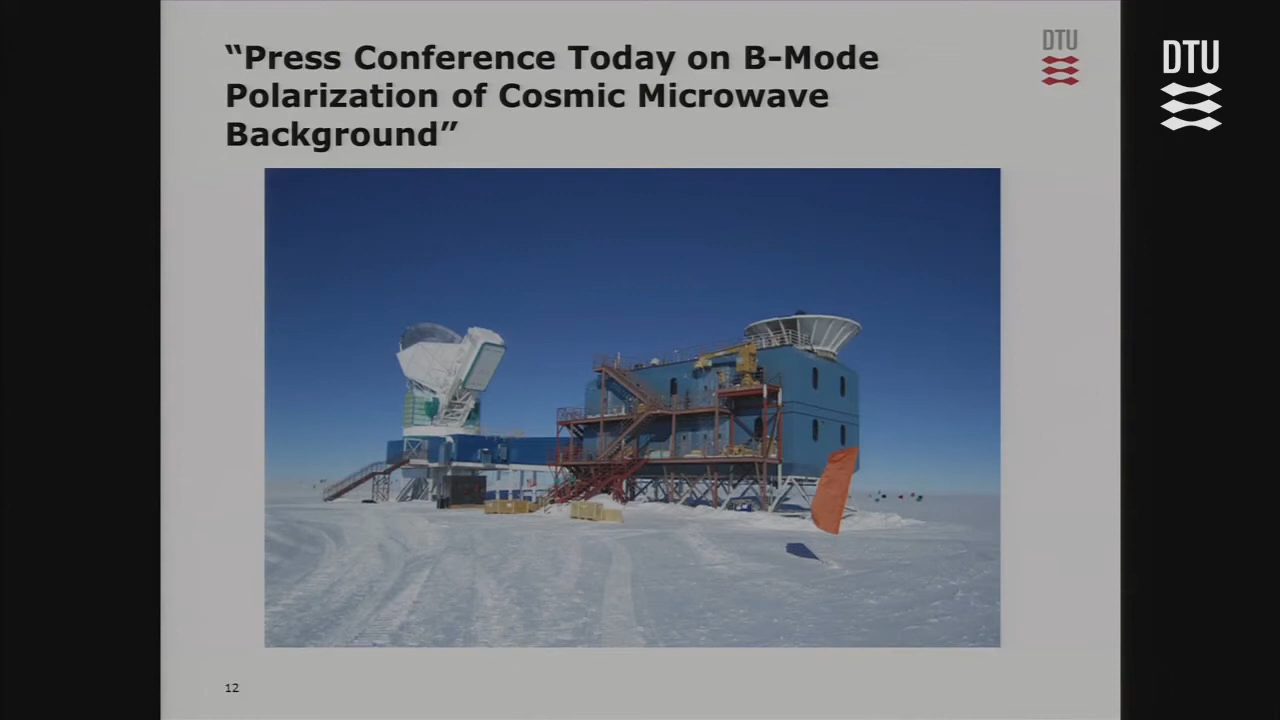 “Press Conference Today on B-Mode
Polarization of Cosmic Microwave
Background”
DTU
DTU
12